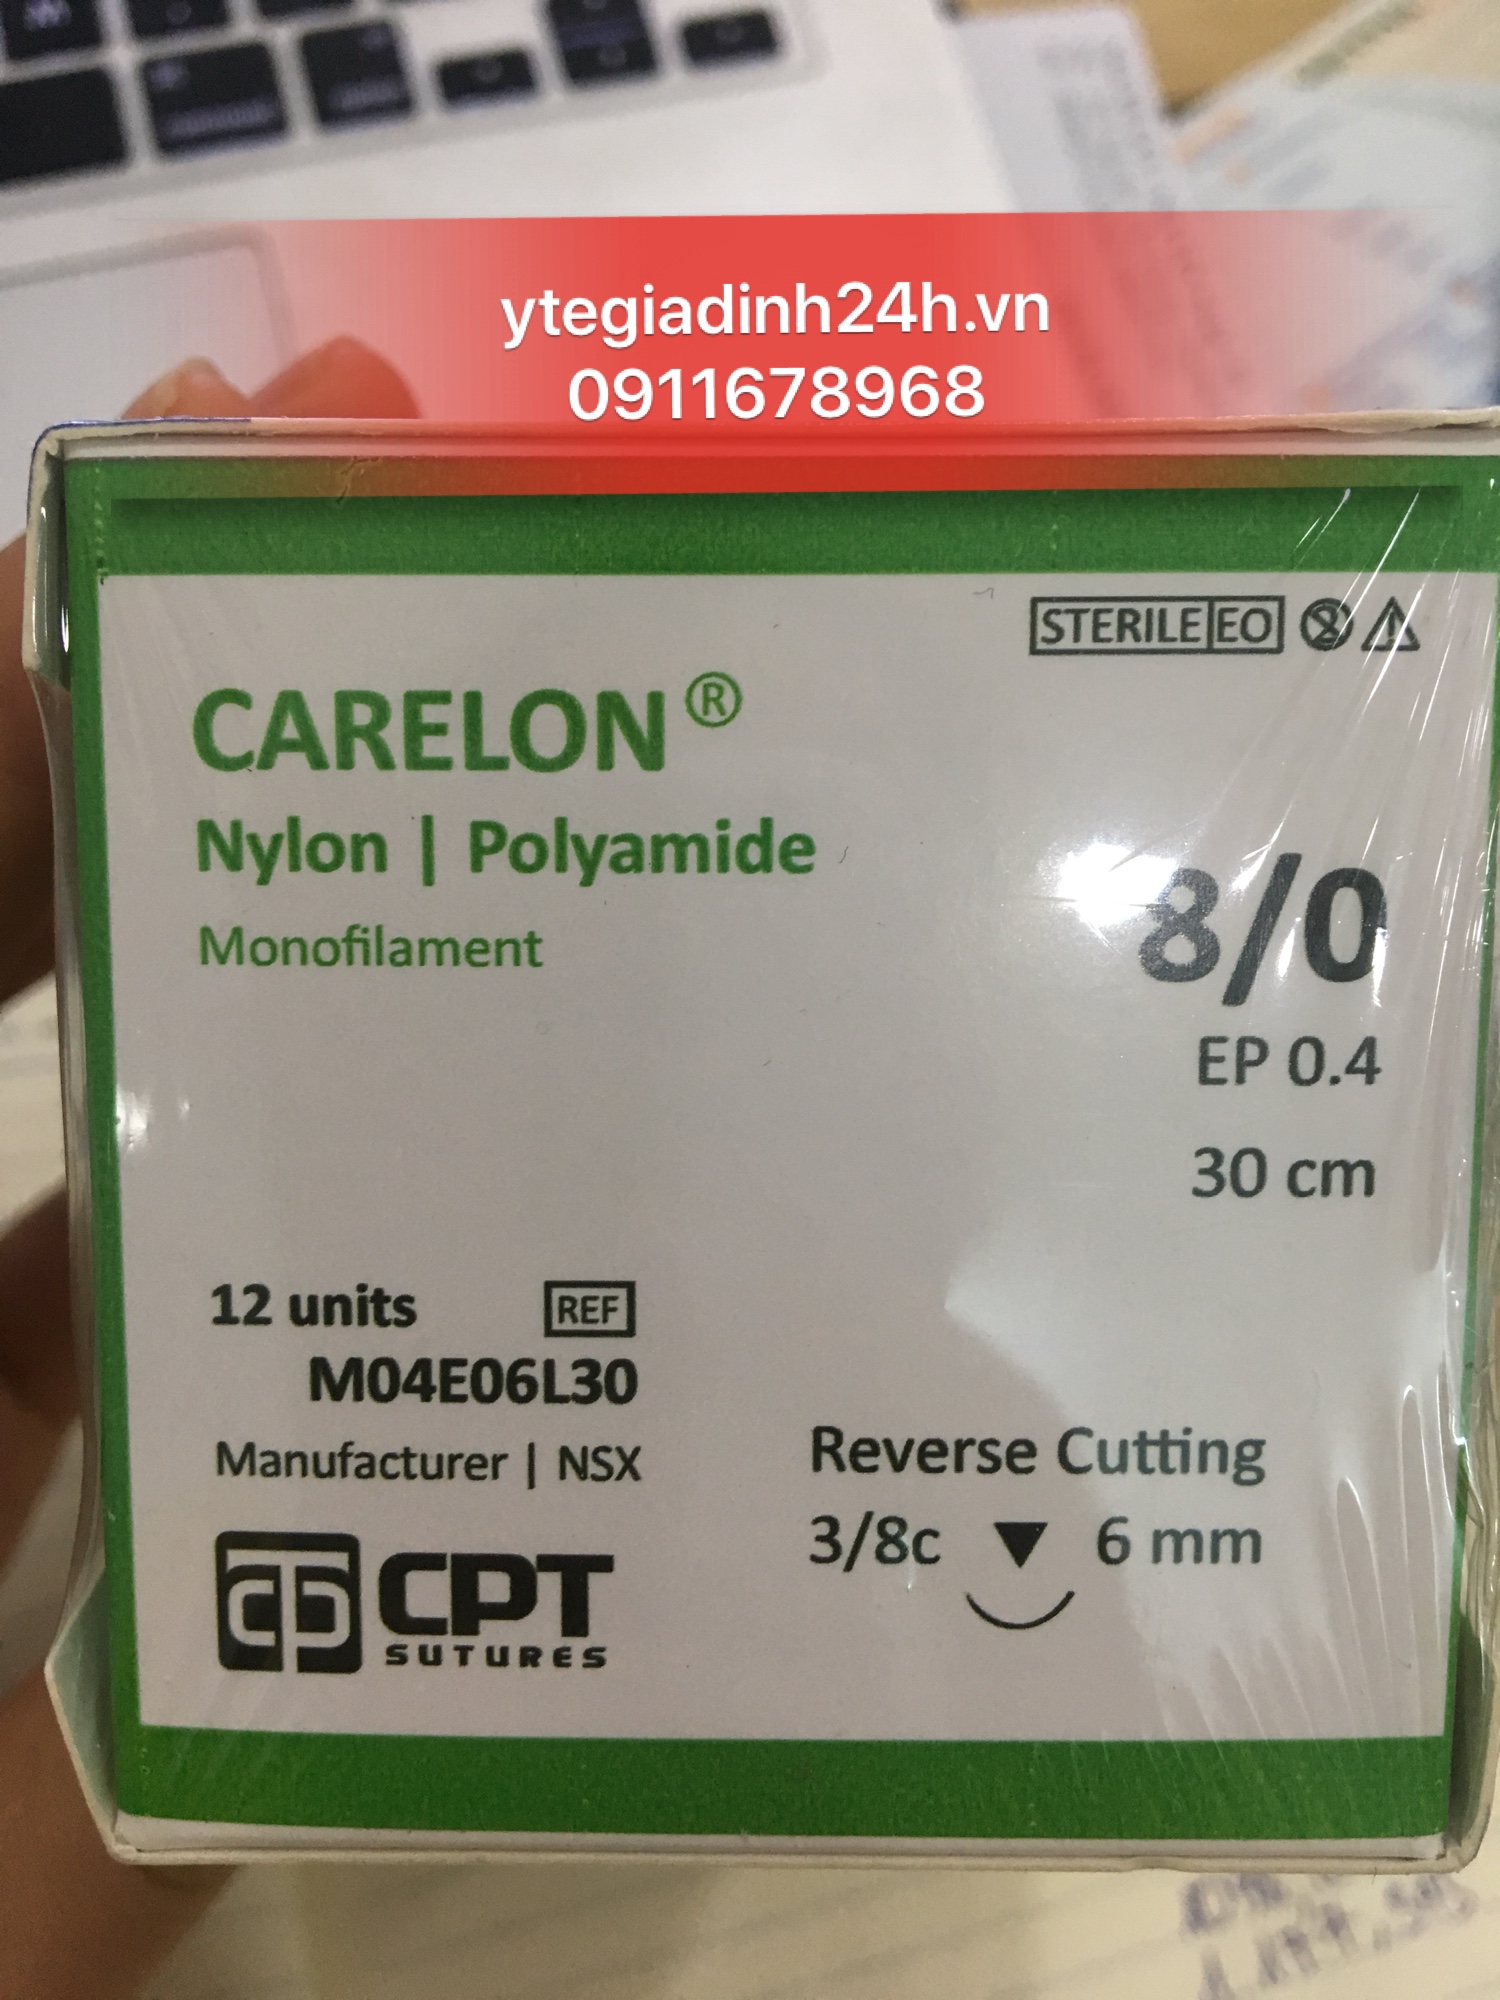 ytegiadinh24h.vn
0911678968
STERILE EO
CARELON ®
Nylon | Polyamide
Monofilament
8/0
EP 0.4
30 cm
12 units REF
M04E06L30
Manufacturer | NSX
CPT
SUTURES
Reverse Cutting
3/8c 6 mm